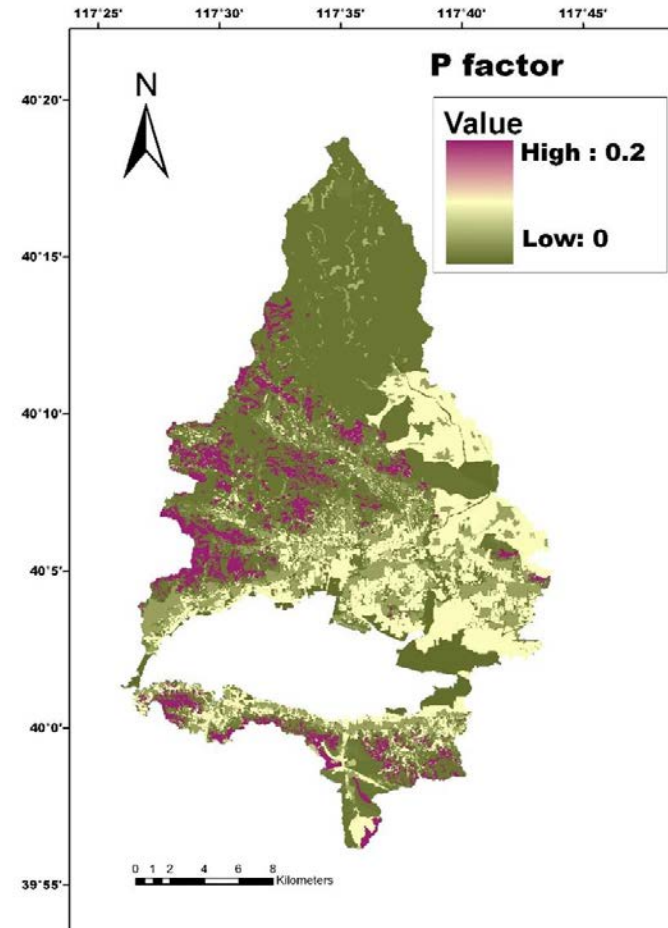 117°25' 117°30' 117°35' 117°40' 117°45'
P factor
N
40°20'
Value
High : 0.2
Low: 0
40°15'
40°10'
40°5'
40°0'
0 1 2 4 6 8
Kilometers
39°55'